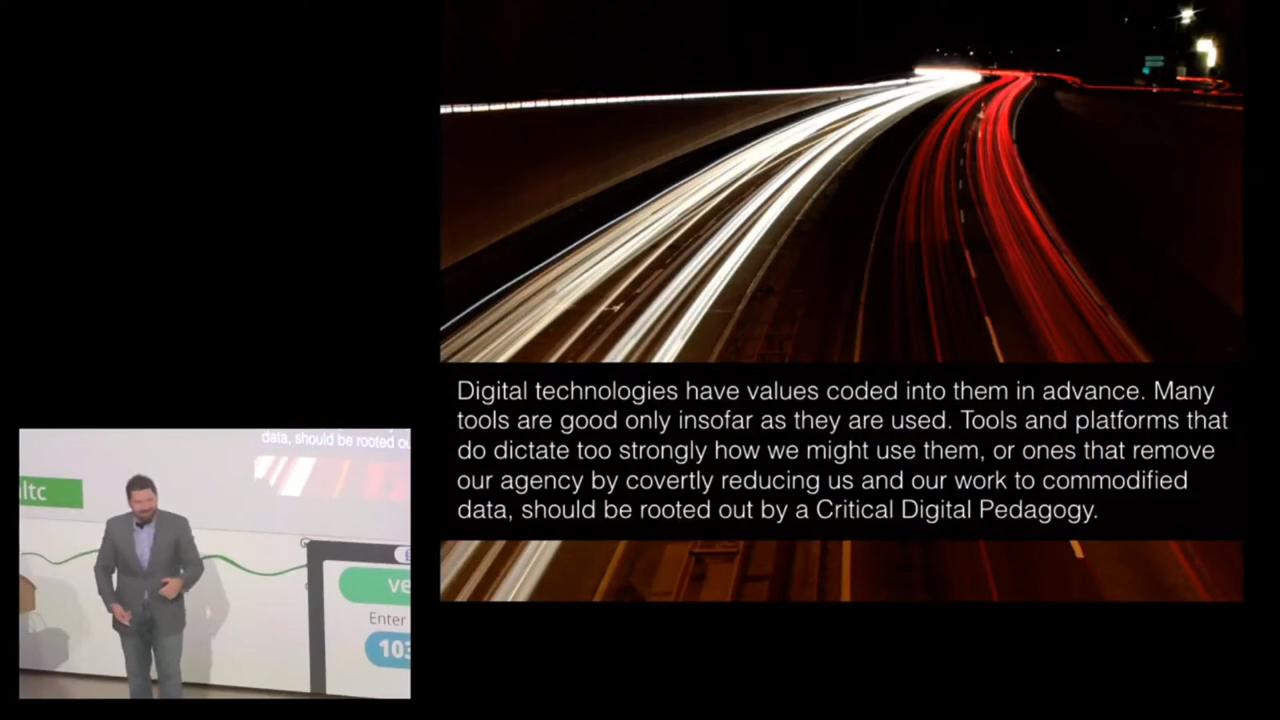 Digital technologies have values coded into them in advance. Many
tools are good only insofar as they are used. Tools and platforms that
do dictate too strongly how we might use them, or ones that remove
our agency by covertly reducing us and our work to commodified
data, should be rooted out by a Critical Digital Pedagogy.
data, should be rooted
ltc
Enter
103